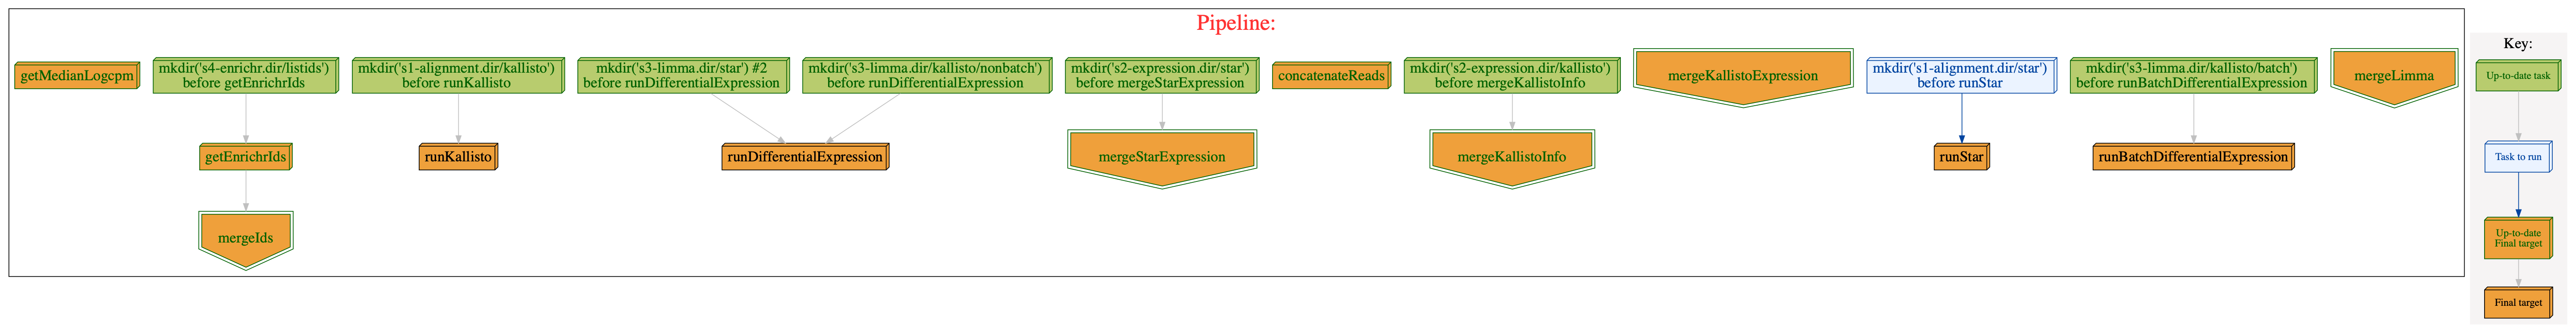 Pipeline:
Key:
getMedianLogcpm
mkdir('s4-enrichr.dir/listids')
before getEnrichrIds
mkdir('s1-alignment.dir/kallisto')
before runKallisto
mkdir('s3-limma.dir/star') #2
before runDifferentialExpression
mkdir('s3-limma.dir/kallisto/nonbatch')
before runDifferentialExpression
mkdir('s2-expression.dir/star')
before mergeStarExpression
concatenateReads
mkdir('s2-expression.dir/kallisto')
before mergeKallistoInfo
mergeKallistoExpression
mkdir('s1-alignment.dir/star')
before runStar
mkdir('s3-limma.dir/kallisto/batch')
before runBatchDifferentialExpression
mergeLimma
Up-to-date task
getEnrichrIds
runKallisto
runDifferentialExpression
mergeStarExpression
mergeKallistoInfo
runStar
runBatchDifferentialExpression
Task to run
mergeIds
Up-to-date
Final target
Final target